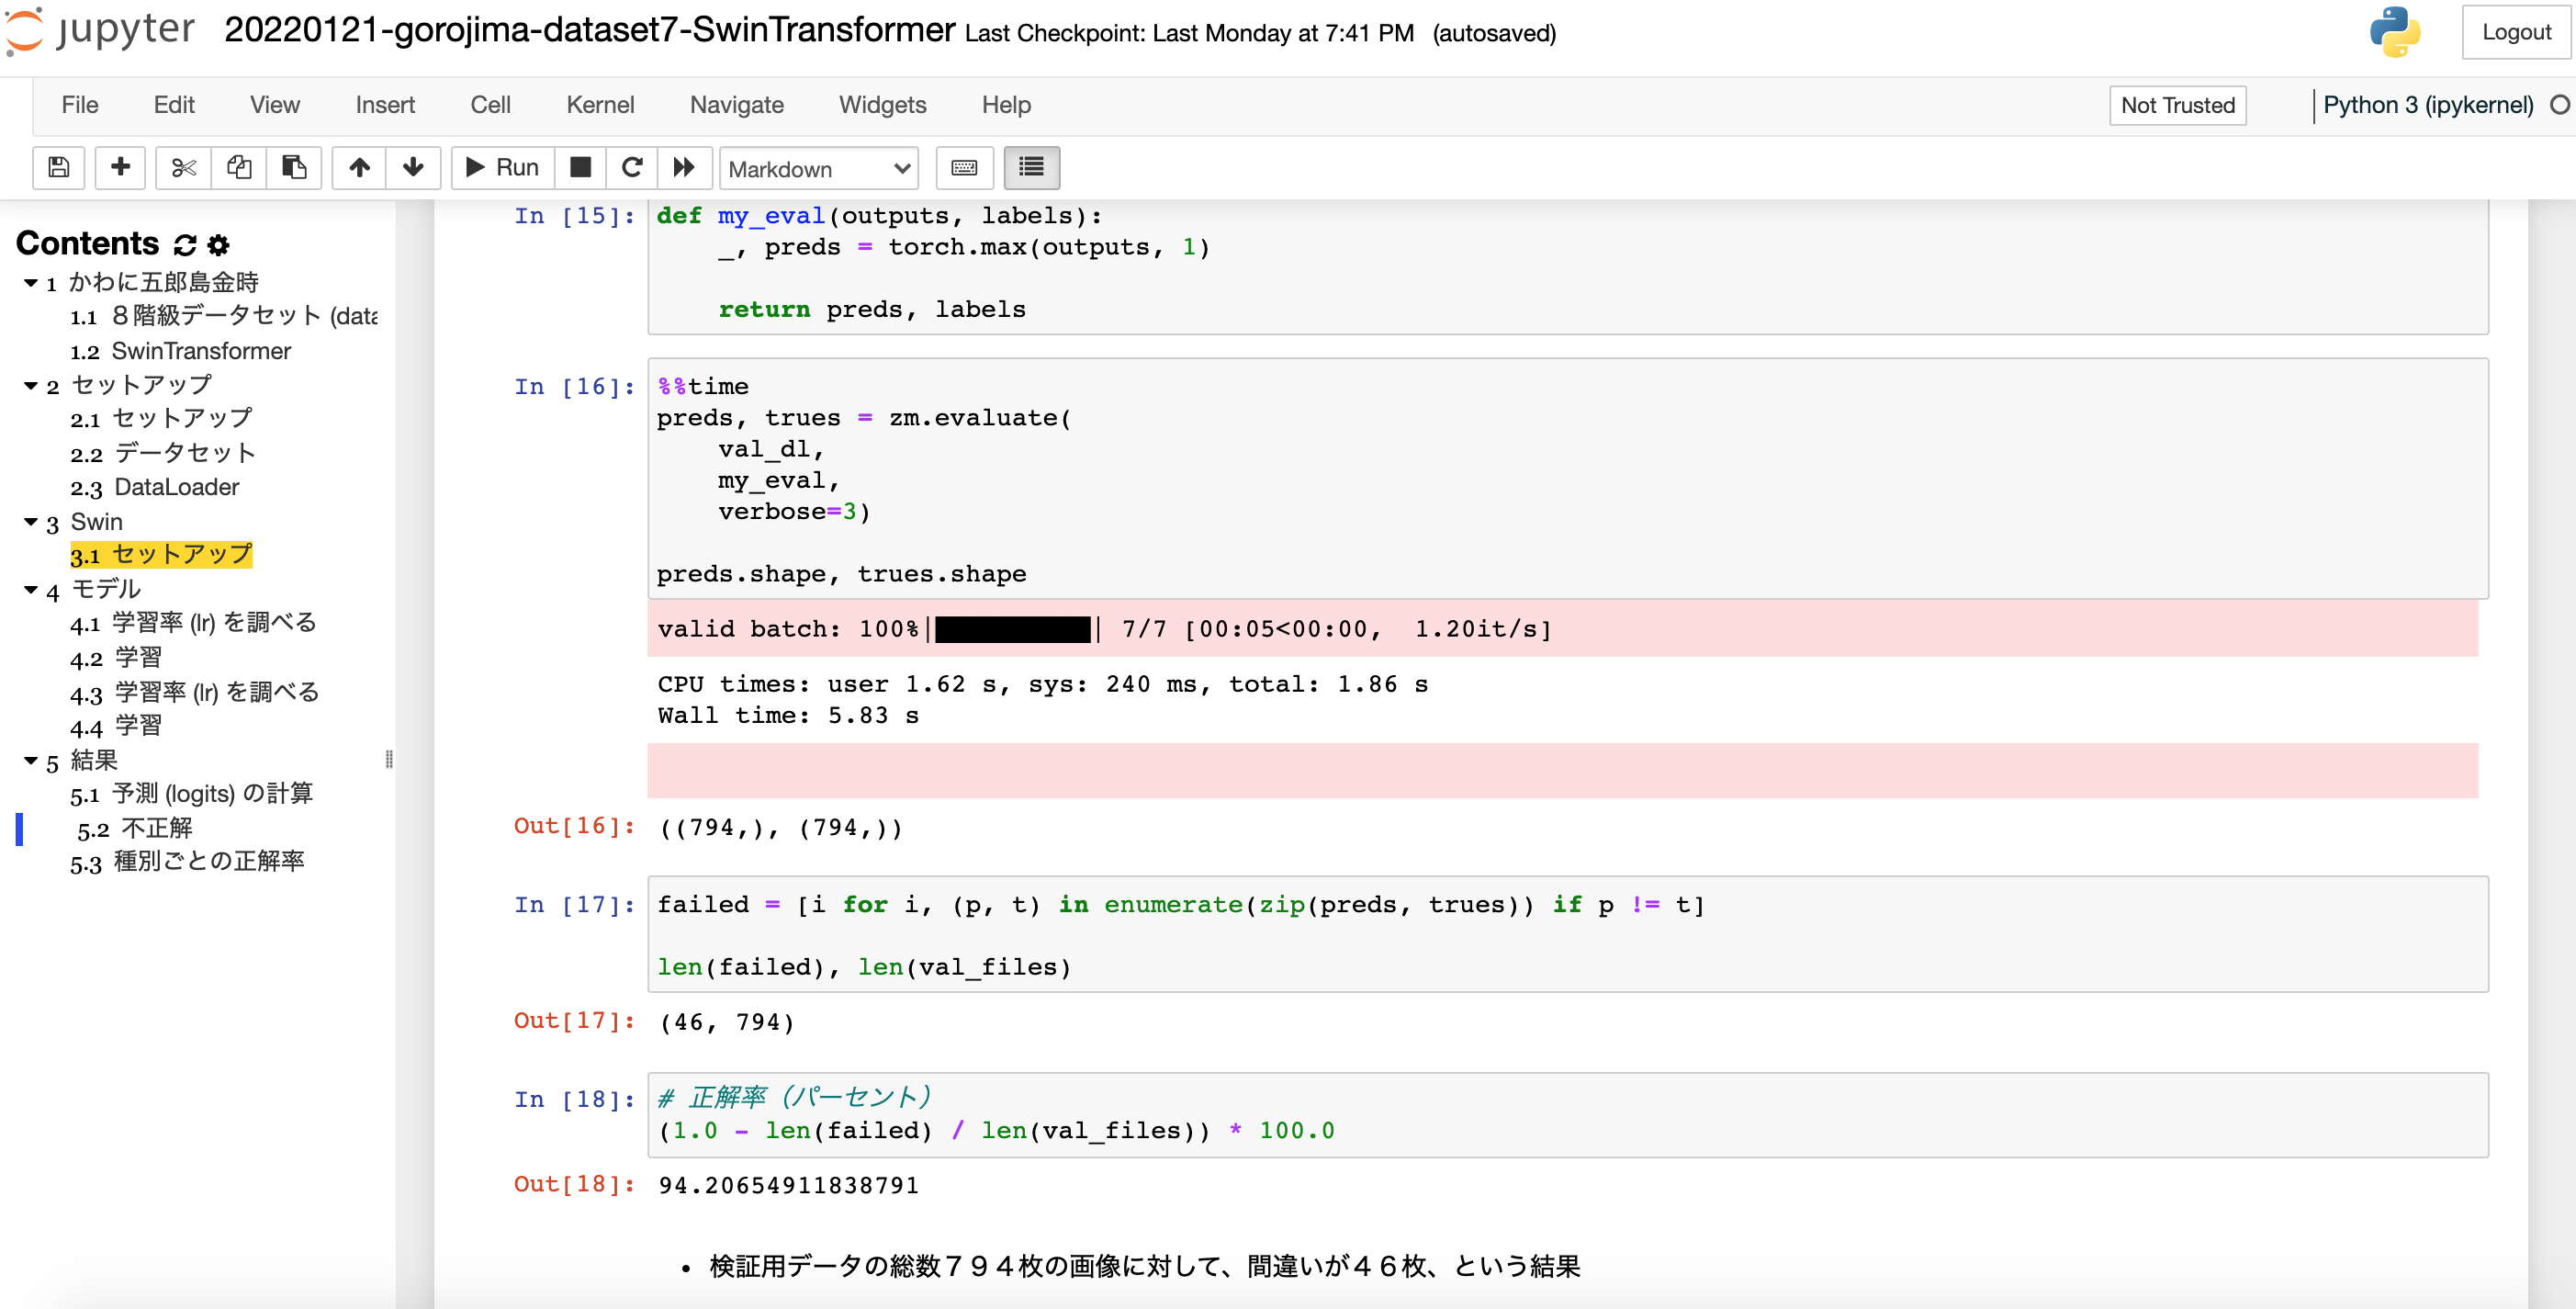 jupyter 20220121-gorojima-dataset7-SwinTransformer Last Checkpoint: Last Monday at 7:41 PM (autosaved) Logout
File Edit View Insert Cell Kernel Navigate Widgets Help Not Trusted Python 3 (ipykernel)
Run Markdown
Contents
1 かわに五郎島金時
1.1 8階級データセット (data
1.2 SwinTransformer
2 セットアップ
2.1 セットアップ
2.2 データセット
2.3 DataLoader
3 Swin
3.1 セットアップ
4 モデル
4.1 学習率 (lr) を調べる
4.2 学習
4.3 学習率 (lr) を調べる
4.4 学習
5 結果
5.1 予測 (logits) の計算
5.2 不正解
5.3 種別ごとの正解率
In [15]: def my_eval(outputs, labels):
_, preds = torch.max(outputs, 1)
return preds, labels
In [16]: %%time
preds, trues = zm.evaluate(
val_dl,
my_eval,
verbose=3)
preds.shape, trues.shape
valid batch: 100%|██████████| 7/7 [00:05<00:00,  1.20it/s]
CPU times: user 1.62 s, sys: 240 ms, total: 1.86 s
Wall time: 5.83 s
Out[16]: ((794,), (794,))
In [17]: failed = [i for i, (p, t) in enumerate(zip(preds, trues)) if p != t]
len(failed), len(val_files)
Out[17]: (46, 794)
In [18]: # 正解率（パーセント）
(1.0 - len(failed) / len(val_files)) * 100.0
Out[18]: 94.20654911838791
• 検証用データの総数７９４枚の画像に対して、間違いが４６枚、という結果